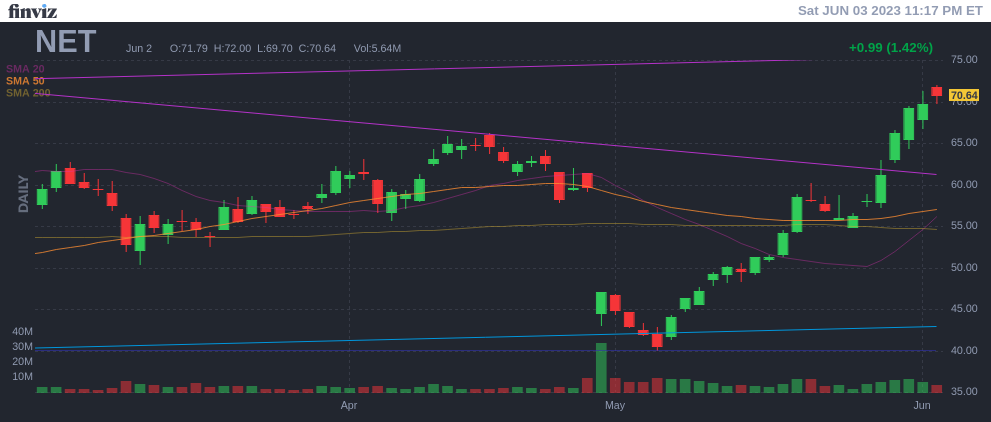 finviz
Sat JUN 03 2023 11:17 PM ET
NET
Jun 2 O:71.79 H:72.00 L:69.70 C:70.64 Vol:5.64M
+0.99 (1.42%)
SMA 20
SMA 50
SMA 200
DAILY
75.00
70.64
70.00
65.00
60.00
55.00
50.00
45.00
40.00
35.00
40M
30M
20M
10M
Apr May Jun